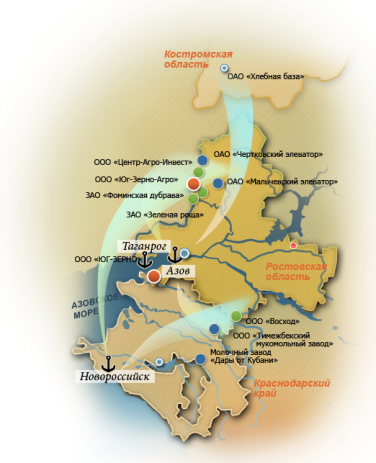 Костромская
область
ОАО «Хлебная база»
ОАО «Чертковский элеватор»
ООО «Центр-Агро-Инвест»
ООО «Юг-Зерно-Агро»
ОАО «Мальчевский элеватор»
ЗАО «Фоминская дубрава»
ЗАО «Зеленая роща»
Таганрог
ООО «ЮГ-ЗЕРНО»
Азов
Ростовская
область
АЗОВСКОЕ
МОРЕ
ООО «Восход»
ООО «Тимежбекский
мукомольный завод»
Молочный завод
«Дары от Кубани»
Новороссийск
Краснодарский
край